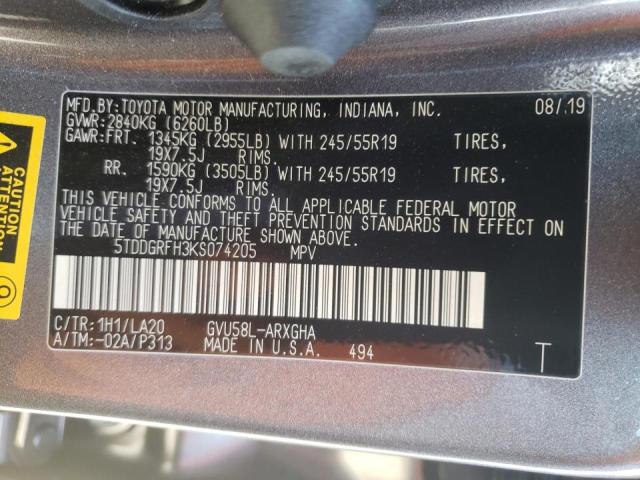 MFD.BY:TOYOTA MOTOR MANUFACTURING, INDIANA, INC. 08/19
GVWR:2840KG (6260LB)
GAWR:FRT. 1345KG (2955LB) WITH 245/55R19 TIRES,
19X7.5J RIMS.
RR. 1590KG (3505LB) WITH 245/55R19 TIRES,
19X7.5J RIMS.
THIS VEHICLE CONFORMS TO ALL APPLICABLE FEDERAL MOTOR
VEHICLE SAFETY AND THEFT PREVENTION STANDARDS IN EFFECT ON
THE DATE OF MANUFACTURE SHOWN ABOVE.
5TDDGRFH3KS074205 MPV
C/TR:1H1/LA20 GVU58L-ARXGHA
A/TM:-02A/P313 MADE IN U.S.A. 494 T
CAUTION
ATTENTION